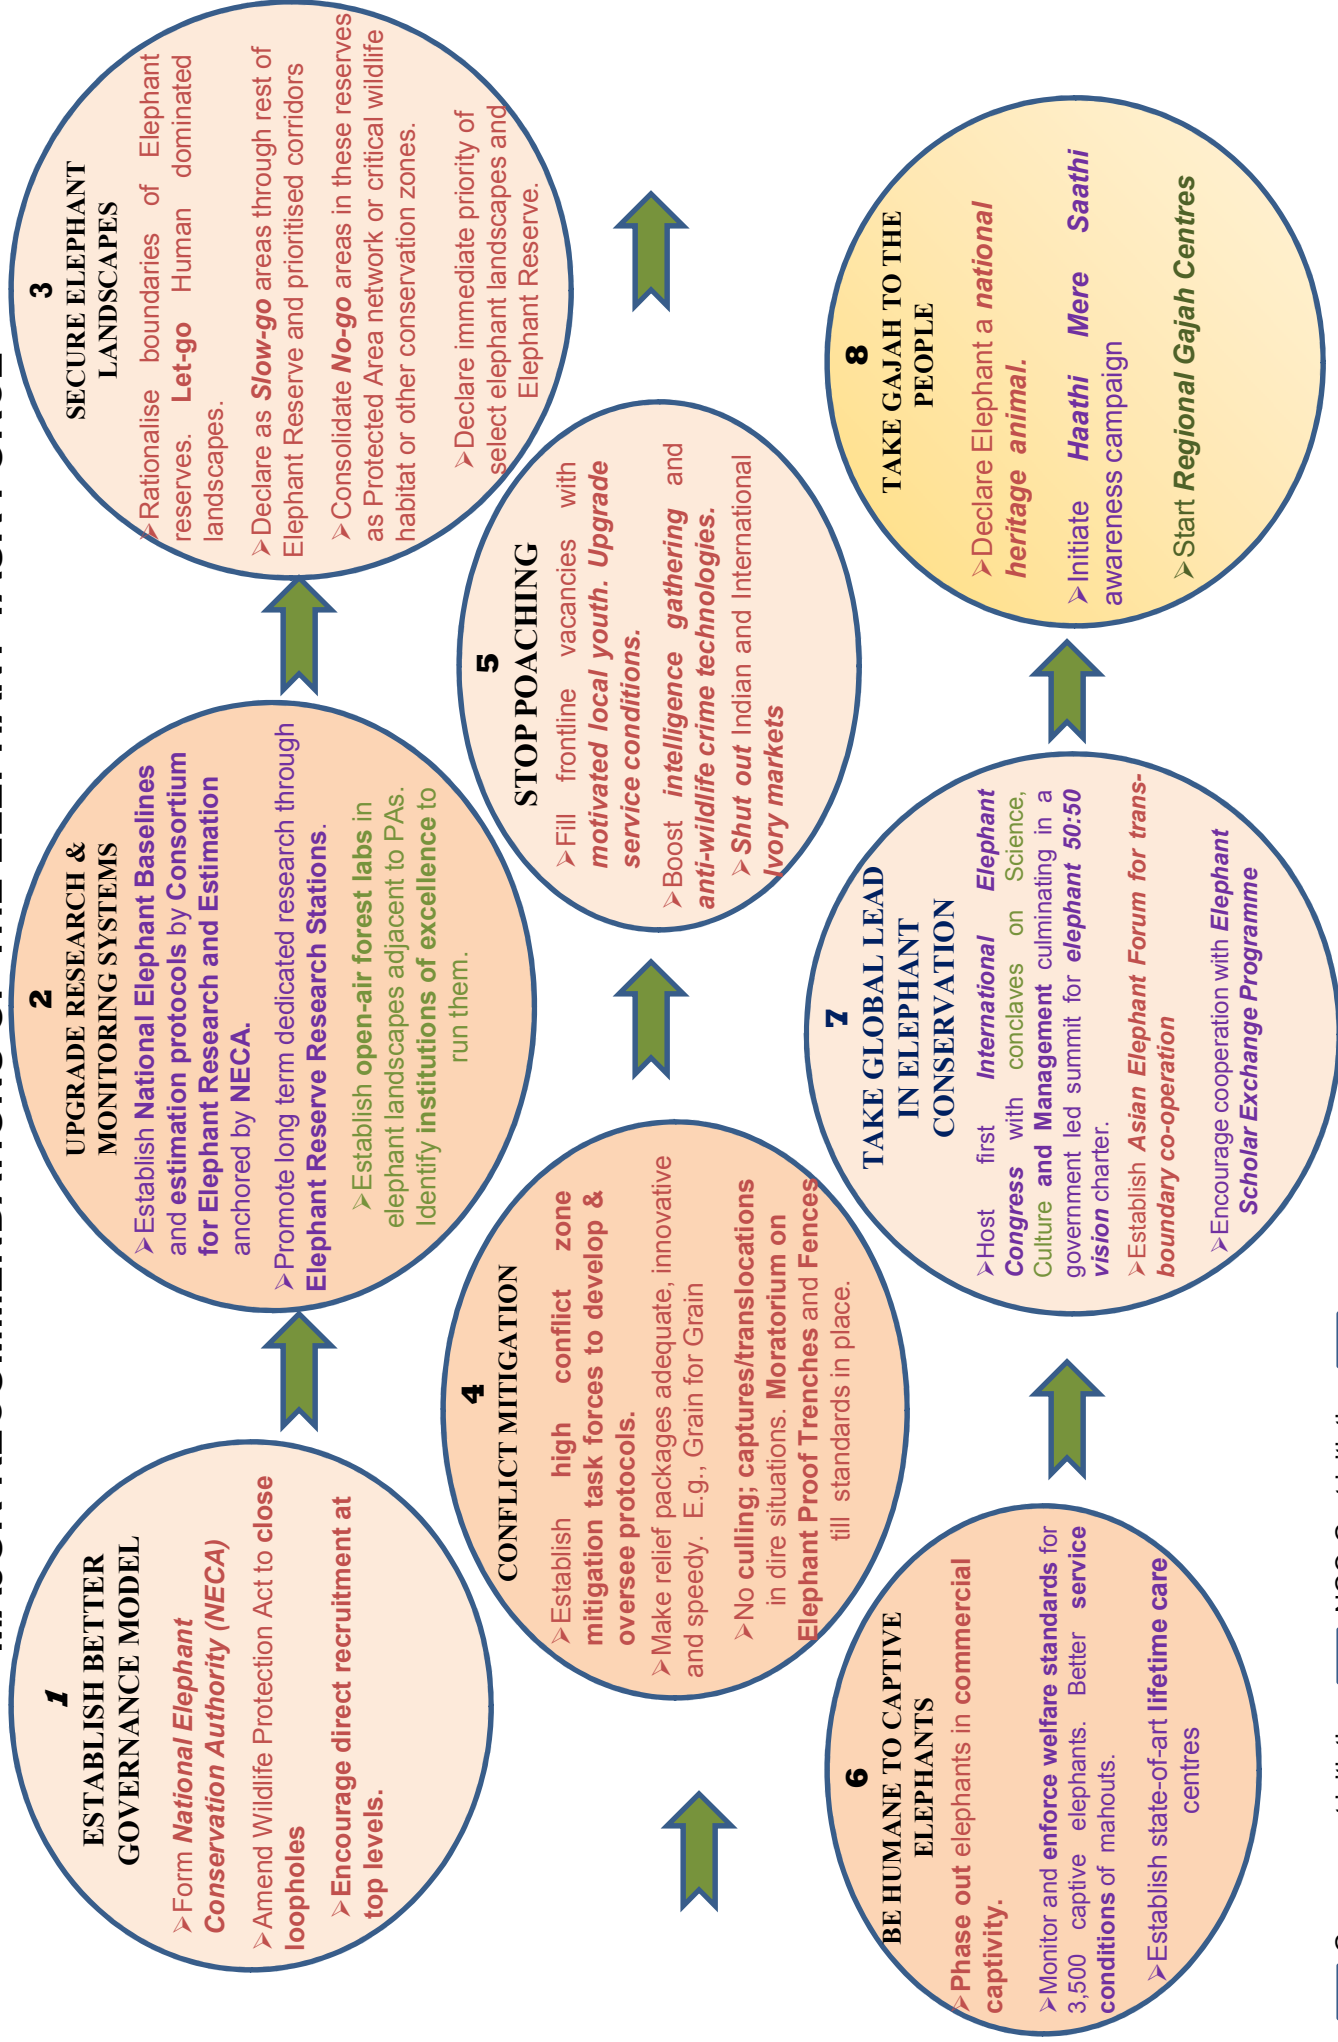 1
ESTABLISH BETTER
GOVERNANCE MODEL
➢Form National Elephant
Conservation Authority (NECA)
➢Amend Wildlife Protection Act to close
loopholes
➢Encourage direct recruitment at
top levels.
2
UPGRADE RESEARCH &
MONITORING SYSTEMS
➢Establish National Elephant Baselines
and estimation protocols by Consortium
for Elephant Research and Estimation
anchored by NECA.
➢Promote long term dedicated research through
Elephant Reserve Research Stations.
➢Establish open-air forest labs in
elephant landscapes adjacent to PAs.
Identify institutions of excellence to
run them.
3
SECURE ELEPHANT
LANDSCAPES
➢Rationalise boundaries of Elephant
reserves. Let-go Human dominated
landscapes.
➢Declare as Slow-go areas through rest of
Elephant Reserve and prioritised corridors
➢Consolidate No-go areas in these reserves
as Protected Area network or critical wildlife
habitat or other conservation zones.
➢Declare immediate priority of
select elephant landscapes and
Elephant Reserve.
4
CONFLICT MITIGATION
➢Establish high conflict zone
mitigation task forces to develop &
oversee protocols.
➢Make relief packages adequate, innovative
and speedy. E.g., Grain for Grain
➢No culling; captures/translocations
in dire situations. Moratorium on
Elephant Proof Trenches and Fences
till standards in place.
5
STOP POACHING
➢Fill frontline vacancies with
motivated local youth. Upgrade
service conditions.
➢Boost intelligence gathering and
anti-wildlife crime technologies.
➢Shut out Indian and International
Ivory markets
6
BE HUMANE TO CAPTIVE
ELEPHANTS
➢Phase out elephants in commercial
captivity.
➢Monitor and enforce welfare standards for
3,500 captive elephants. Better service
conditions of mahouts.
➢Establish state-of-art lifetime care
centres
7
TAKE GLOBAL LEAD
IN ELEPHANT
CONSERVATION
➢Host first International Elephant
Congress with conclaves on Science,
Culture and Management culminating in a
government led summit for elephant 50:50
vision charter.
➢Establish Asian Elephant Forum for trans-
boundary co-operation
➢Encourage cooperation with Elephant
Scholar Exchange Programme
8
TAKE GAJAH TO THE
PEOPLE
➢Declare Elephant a national
heritage animal.
➢Initiate Haathi Mere Saathi
awareness campaign
➢Start Regional Gajah Centres